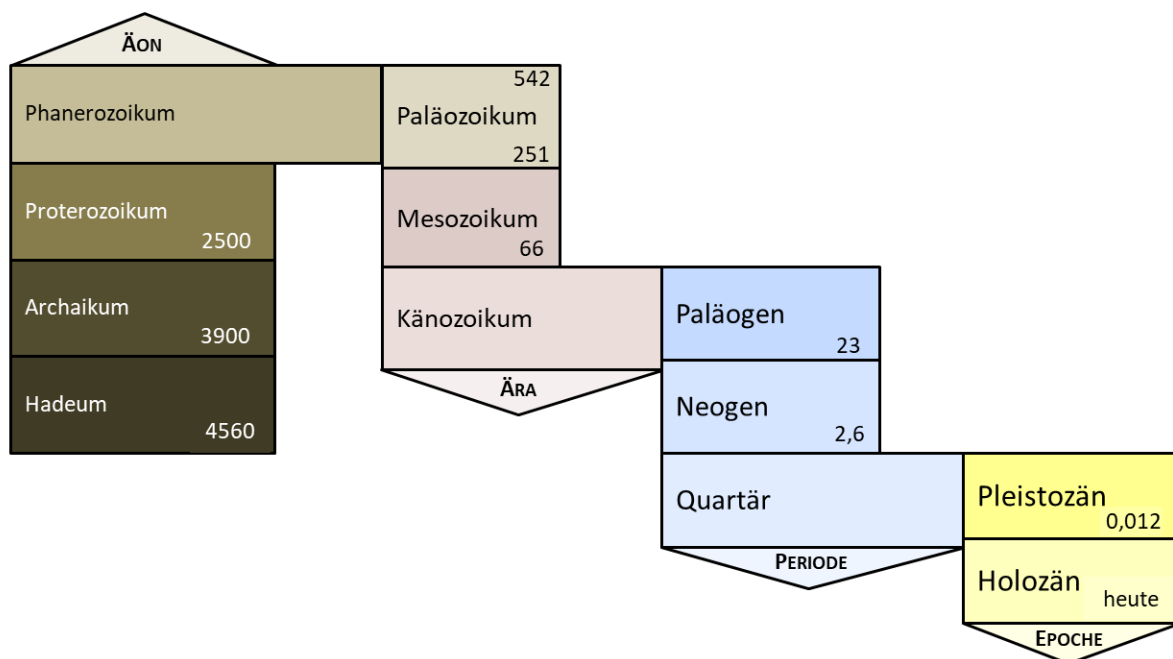 ÄON
Phanerozoikum
542
Paläozoikum
251
Proterozoikum
2500
Mesozoikum
66
Archaikum
3900
Känozoikum
Paläogen
23
Hadeum
4560
ÄRA
Neogen
2,6
Quartär
Pleistozän
0,012
PERIODE
Holozän
heute
EPOCHE